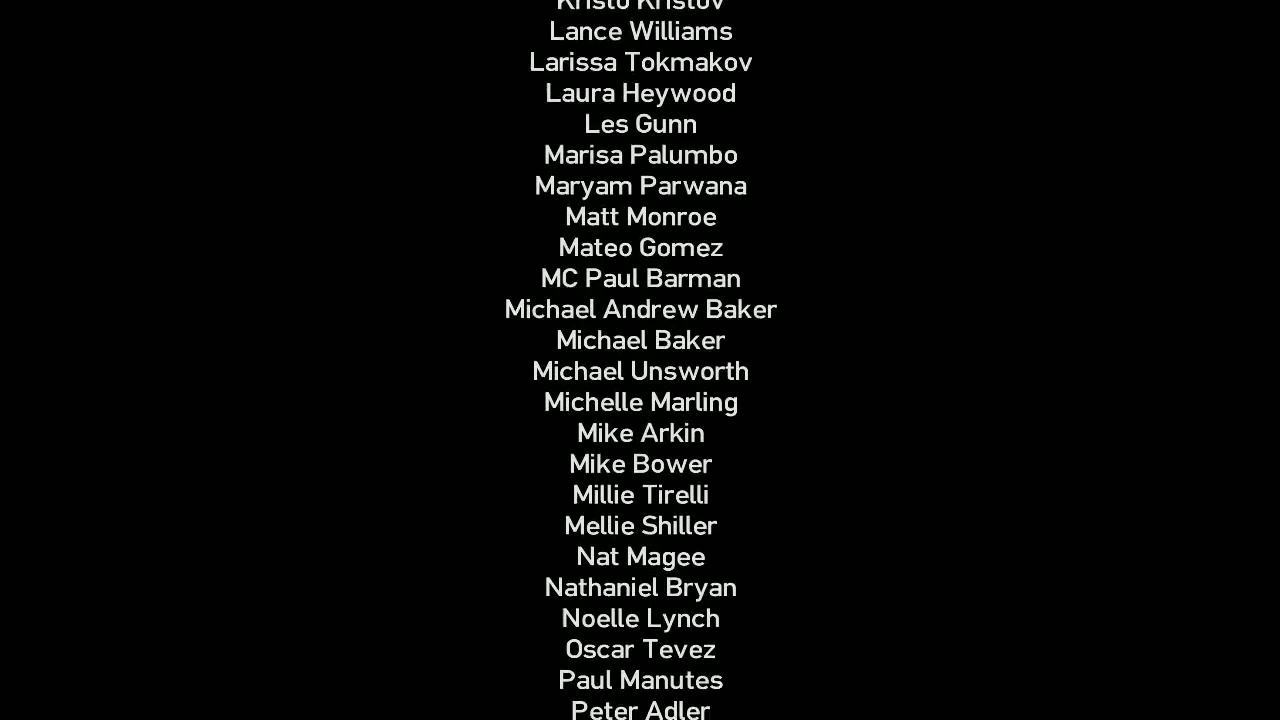 Kristo Kristov
Lance Williams
Larissa Tokmakov
Laura Heywood
Les Gunn
Marisa Palumbo
Maryam Parwana
Matt Monroe
Mateo Gomez
MC Paul Barman
Michael Andrew Baker
Michael Baker
Michael Unsworth
Michelle Marling
Mike Arkin
Mike Bower
Millie Tirelli
Mellie Shiller
Nat Magee
Nathaniel Bryan
Noelle Lynch
Oscar Tevez
Paul Manutes
Peter Adler